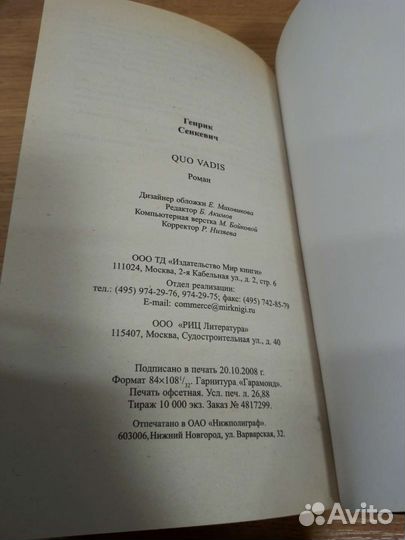 Генрик
Сенкевич
QUO VADIS
Роман
Дизайнер обложки Е. Маховикова
Редактор Б. Акимов
Компьютерная верстка М. Бойковой
Корректор Р. Низяева
ООО ТД «Издательство Мир книги»
111024, Москва, 2-я Кабельная ул., д. 2, стр. 6
Отдел реализации:
тел.: (495) 974-29-76, 974-29-75; факс: (495) 742-85-79
E-mail: commerce@mirknigi.ru
ООО «РИЦ Литература»
115407, Москва, Судостроительная ул., д. 40
Подписано в печать 20.10.2008 г.
Формат 84×108 1/32. Гарнитура «Гарамонд».
Печать офсетная. Усл. печ. л. 26,88
Тираж 10 000 экз. Заказ № 4817299.
Отпечатано в ОАО «Нижполиграф».
603006, Нижний Новгород, ул. Варварская, 32.
Avito